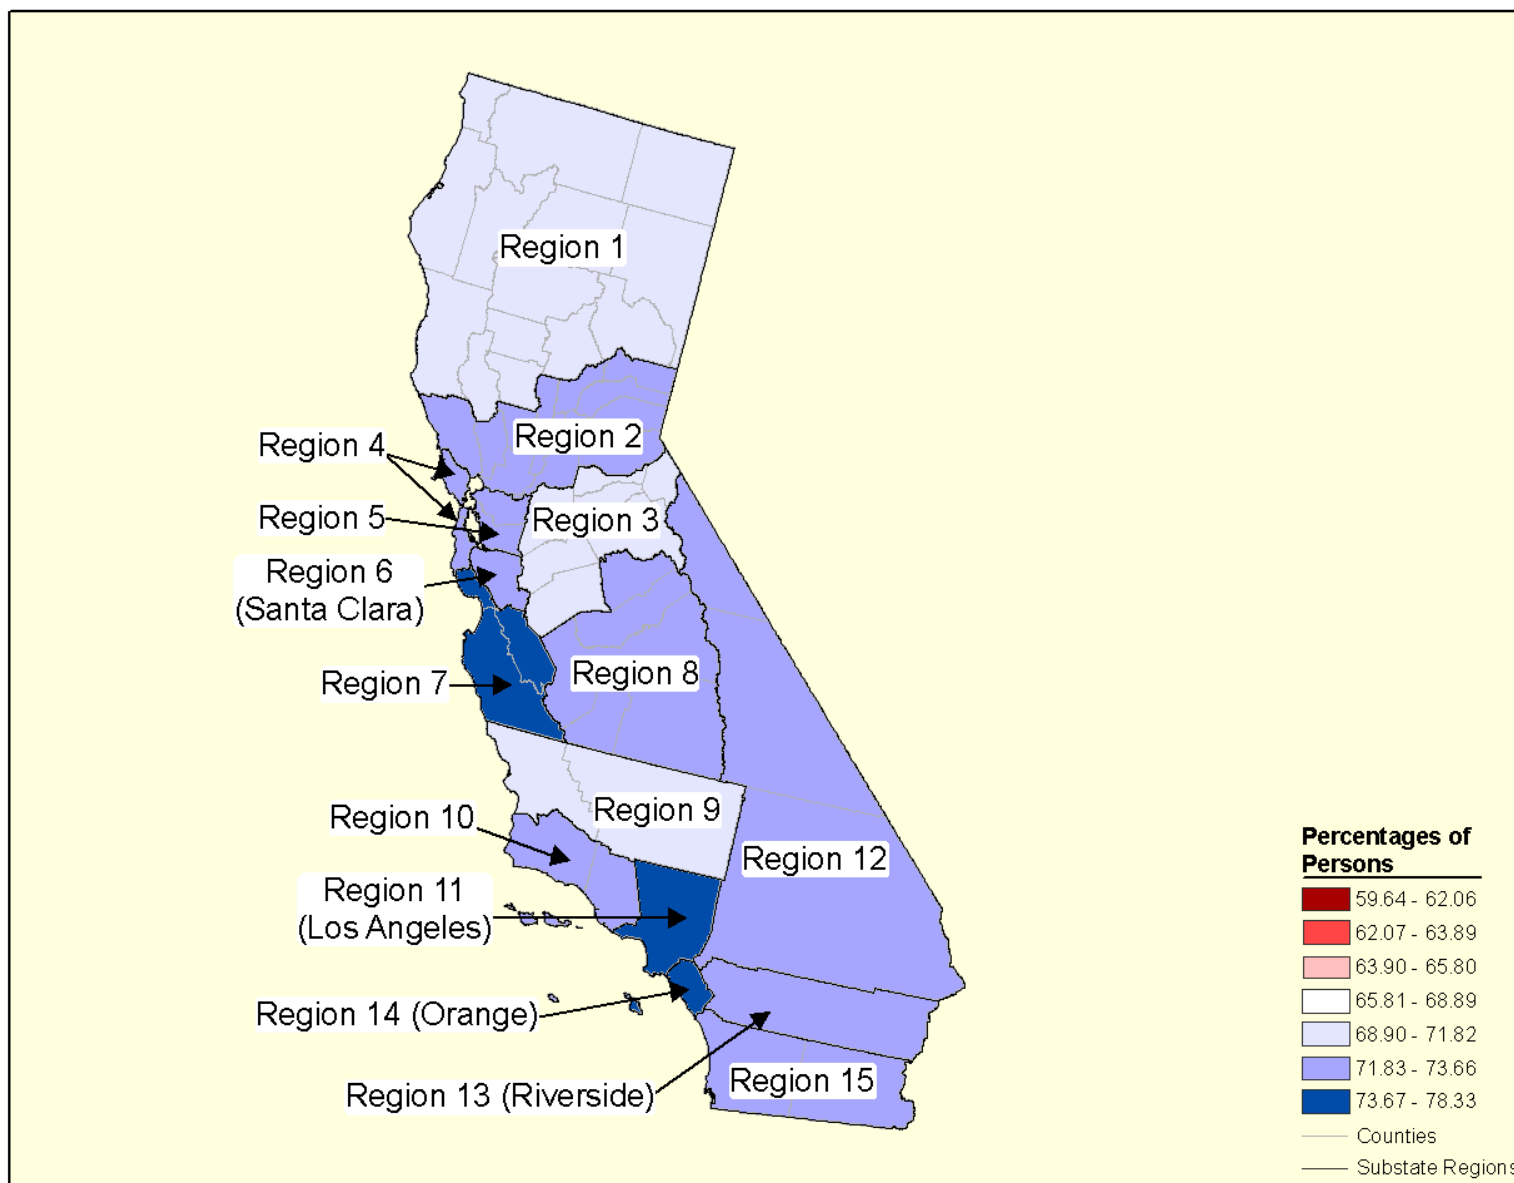 Region 1
Region 2
Region 4
Region 5
Region 3
Region 6
(Santa Clara)
Region 7
Region 8
Region 9
Region 10
Region 12
Region 11
(Los Angeles)
Region 14 (Orange)
Region 13 (Riverside)
Region 15
Percentages of
Persons
59.64 - 62.06
62.07 - 63.89
63.90 - 65.80
65.81 - 68.89
68.90 - 71.82
71.83 - 73.66
73.67 - 78.33
Counties
Substate Regions